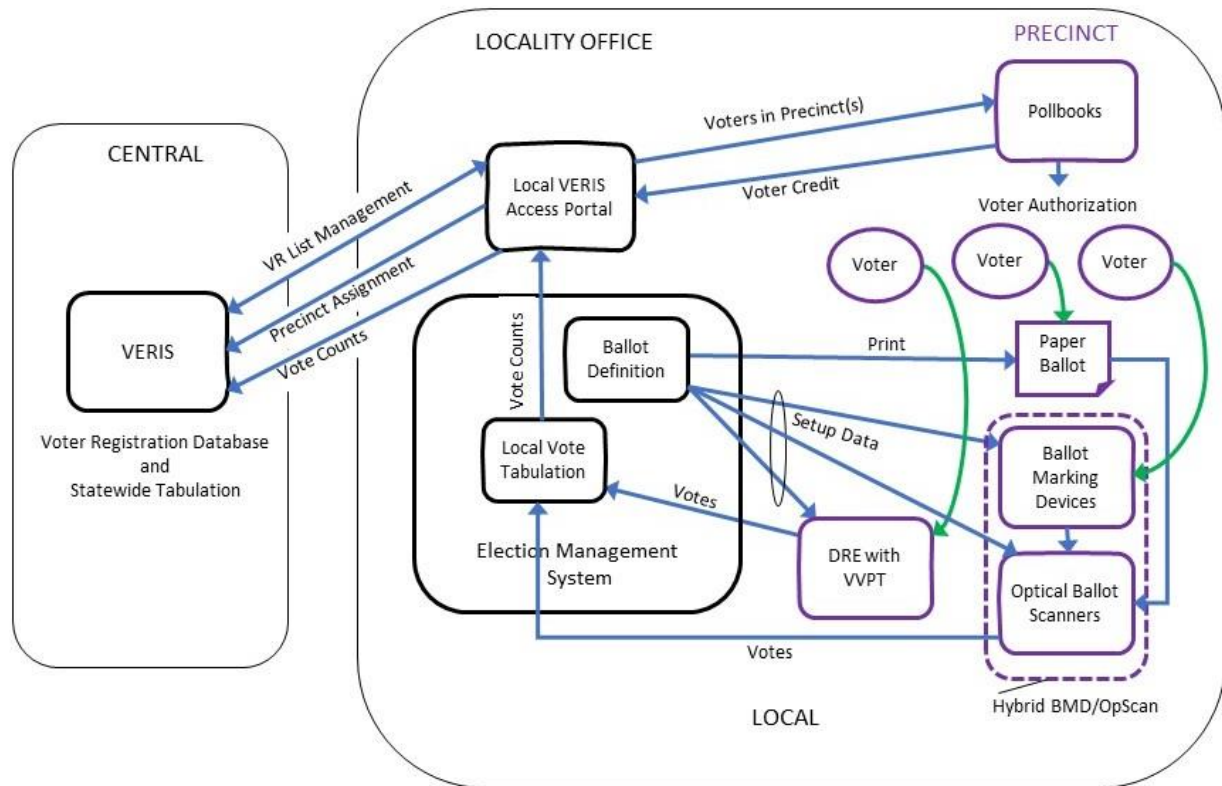 LOCALITY OFFICE
PRECINCT
CENTRAL
Pollbooks
Voters in Precinct(s)
Voter Credit
Local VERIS
Access Portal
Voter Authorization
VR List Management
Precinct Assignment
Vote Counts
VERIS
Voter Registration Database
and
Statewide Tabulation
Voter
Voter
Voter
Vote Counts
Ballot
Definition
Print
Paper
Ballot
Setup Data
Local Vote
Tabulation
Votes
Ballot
Marking
Devices
Election Management
System
DRE with
VVPT
Optical Ballot
Scanners
Votes
Hybrid BMD/OpScan
LOCAL